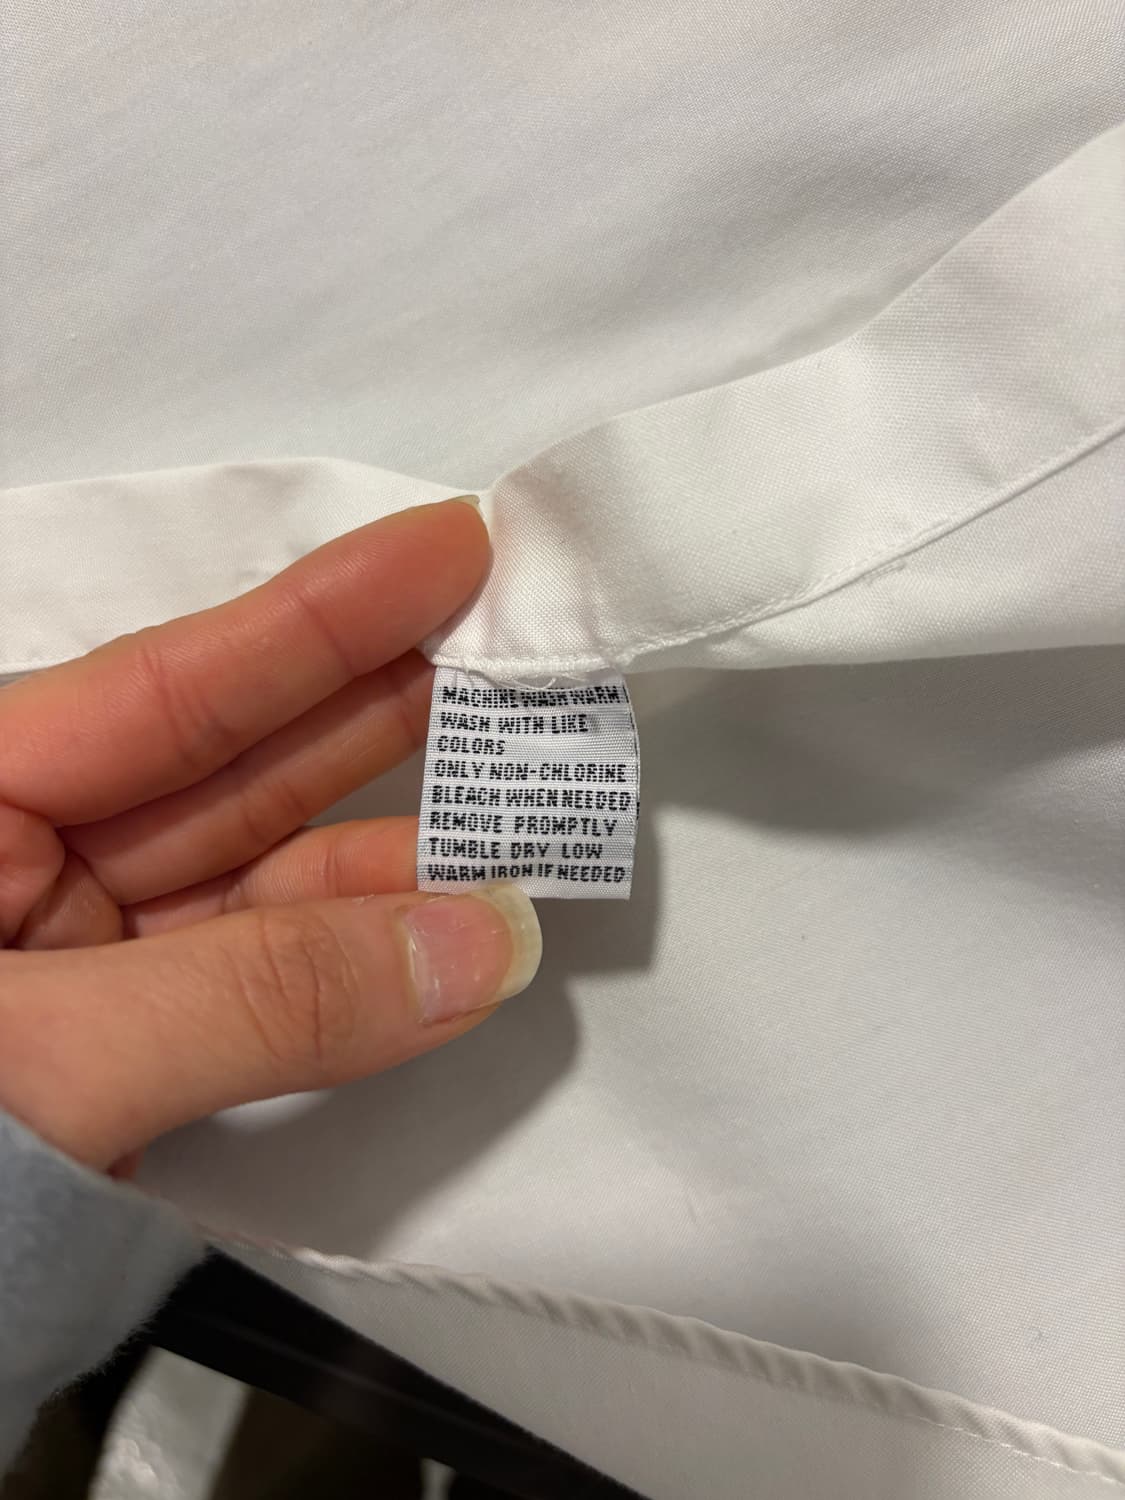 MACHINE WASH WARM
WASH WITH LIKE
COLORS
ONLY NON-CHLORINE
BLEACH WHEN NEEDED
REMOVE PROMPTLY
TUMBLE DRY LOW
WARM IRON IF NEEDED